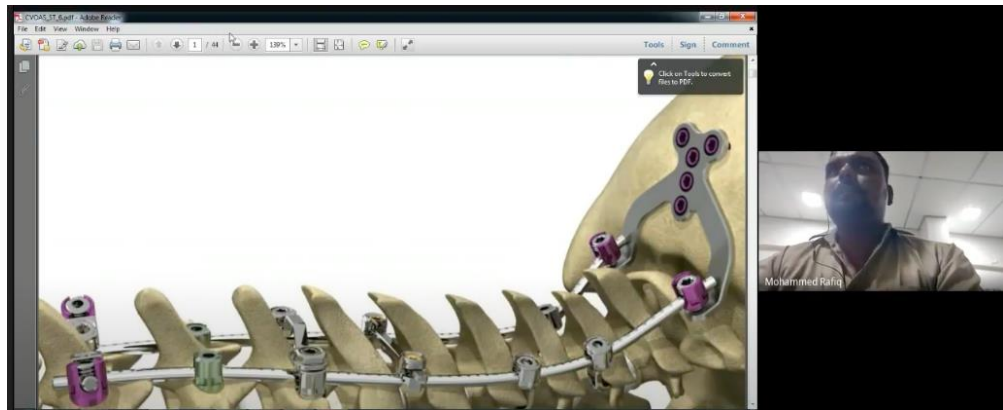 CVOAS_ST_6.pdf - Adobe Reader
File Edit View Window Help
1 / 44 139% Tools Sign Comment
Click on Tools to convert
files to PDF.
Mohammed Rafiq